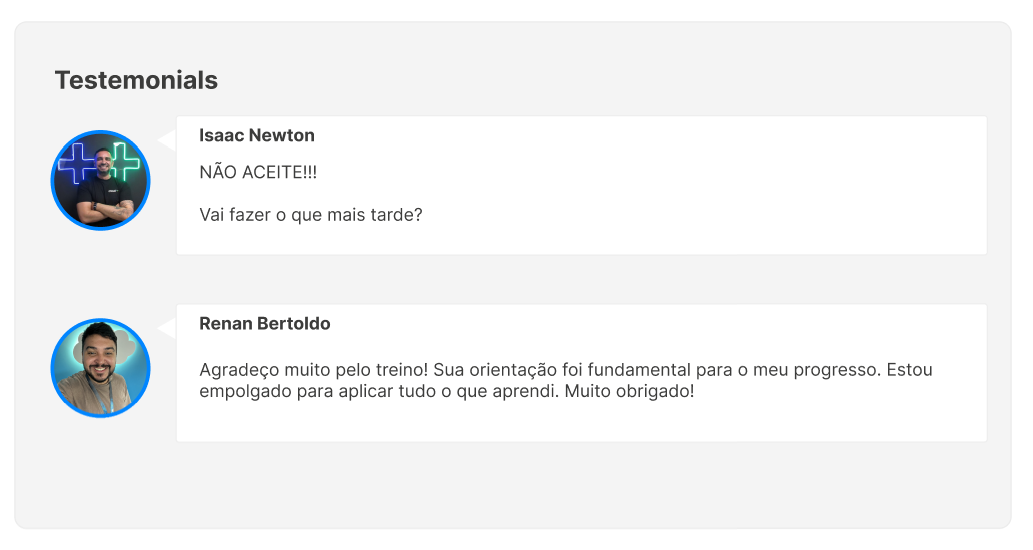 Testemonials
Isaac Newton
NÃO ACEITE!!!
Vai fazer o que mais tarde?
Renan Bertoldo
Agradeço muito pelo treino! Sua orientação foi fundamental para o meu progresso. Estou
empolgado para aplicar tudo o que aprendi. Muito obrigado!